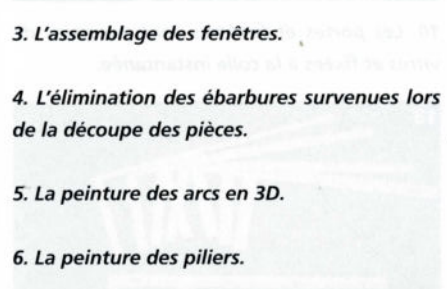 3. L'assemblage des fenêtres.
4. L'élimination des ébarbures survenues lors
de la découpe des pièces.
5. La peinture des arcs en 3D.
6. La peinture des piliers.